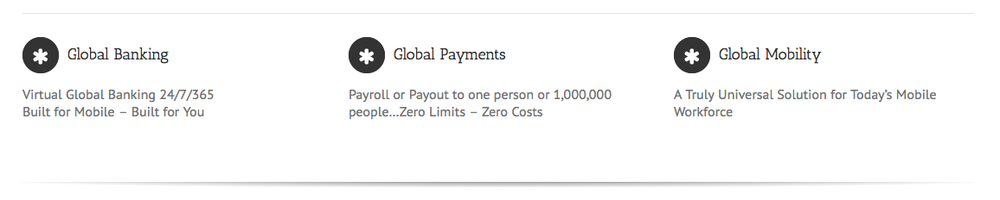 Global Banking
Virtual Global Banking 24/7/365
Built for Mobile – Built for You
Global Payments
Payroll or Payout to one person or 1,000,000
people...Zero Limits – Zero Costs
Global Mobility
A Truly Universal Solution for Today’s Mobile
Workforce